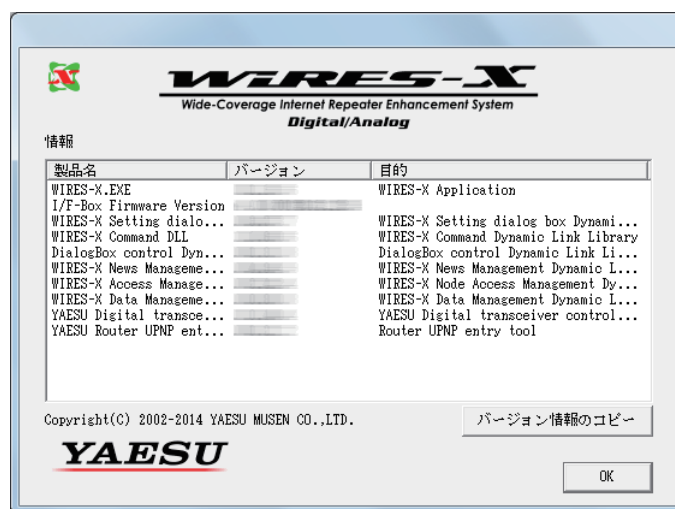 WiRES-X
Wide-Coverage Internet Repeater Enhancement System
Digital/Analog
情報
製品名 バージョン 目的
WIRES-X.EXE WIRES-X Application
I/F-Box Firmware Version
WIRES-X Setting dialo... WIRES-X Setting dialog box Dynami...
WIRES-X Command DLL WIRES-X Command Dynamic Link Library
DialogBox control Dyn... DialogBox control Dynamic Link Li...
WIRES-X News Manageme... WIRES-X News Management Dynamic L...
WIRES-X Access Manage... WIRES-X Node Access Management Dy...
WIRES-X Data Manageme... WIRES-X Data Management Dynamic L...
YAESU Digital transce... YAESU Digital transceiver control...
YAESU Router UPNP ent... Router UPNP entry tool
Copyright(C) 2002-2014 YAESU MUSEN CO.,LTD. バージョン情報のコピー
YAESU
OK